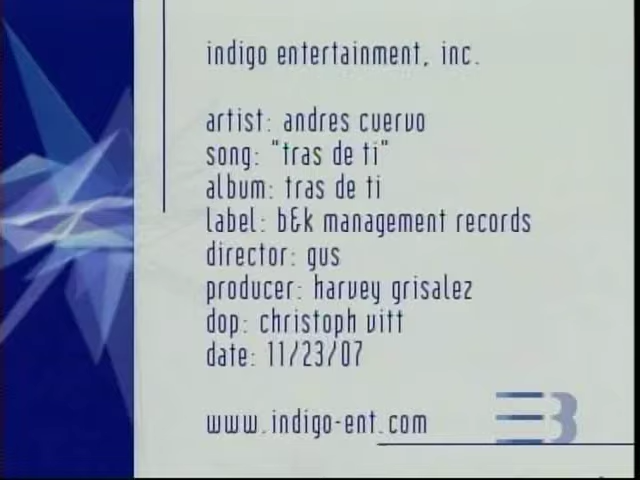 indigo entertainment, inc.
artist: andres cuervo
song: "tras de ti"
album: tras de ti
label: b&k management records
director: gus
producer: harvey grisalez
dop: christoph vitt
date: 11/23/07
www.indigo-ent.com